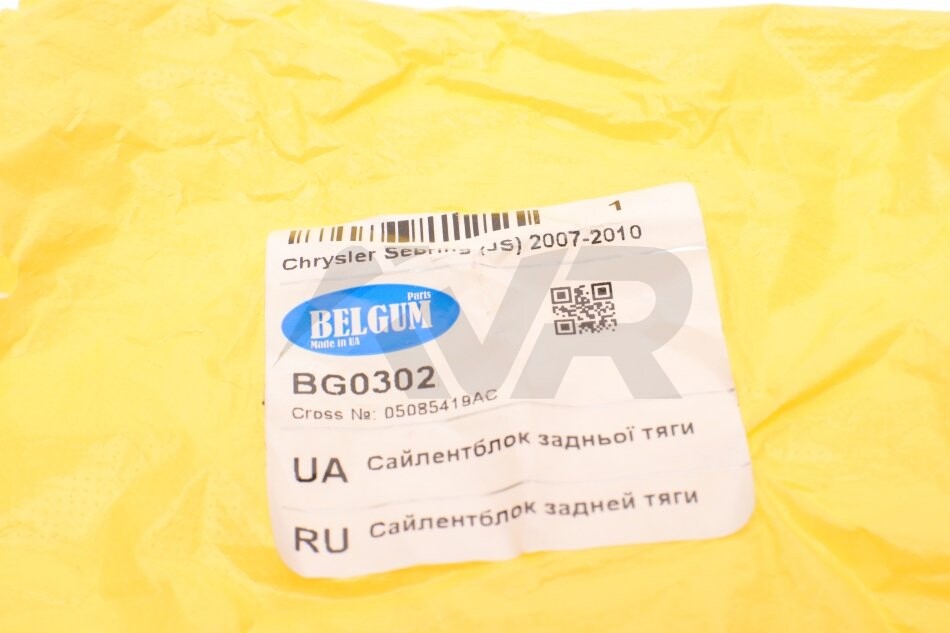 1
Chrysler Sebring (JS) 2007-2010
Parts
BELGUM
Made in UA
BG0302
Cross №: 05085419AC
UA Сайлентблок задньої тяги
RU Сайлентблок задней тяги
AVR